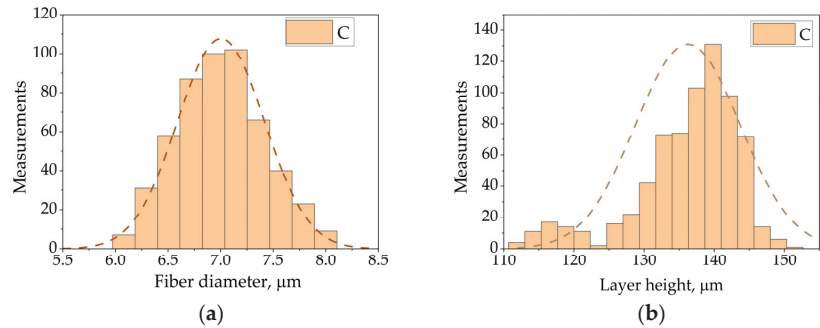 C
120
100
80
60
40
20
0
Measurements
5.5 6.0 6.5 7.0 7.5 8.0 8.5
Fiber diameter, μm
(a)
C
140
120
100
80
60
40
20
0
Measurements
110 120 130 140 150
Layer height, μm
(b)